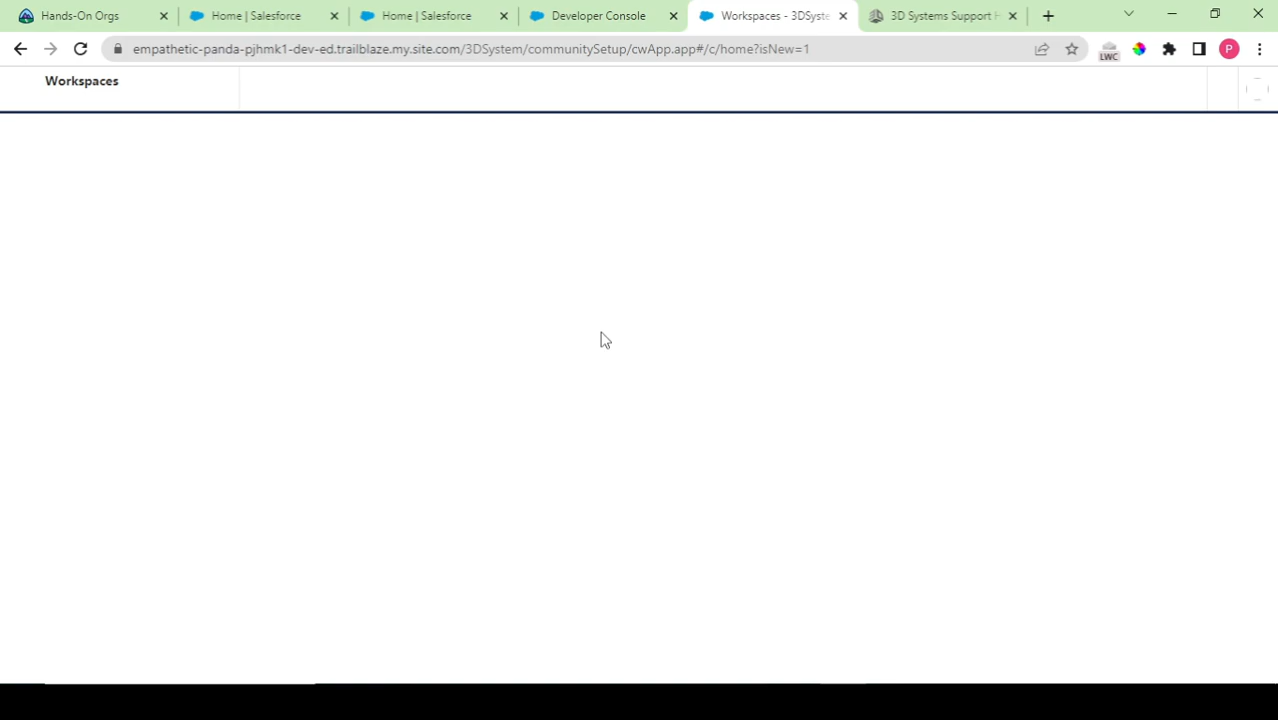 Hands-On Orgs
Home | Salesforce
Home | Salesforce
Developer Console
Workspaces - 3DSyste
3D Systems Support H
empathetic-panda-pjhmk1-dev-ed.trailblaze.my.site.com/3DSystem/communitySetup/cwApp.app#/c/home?isNew=1
LWC
P
Workspaces